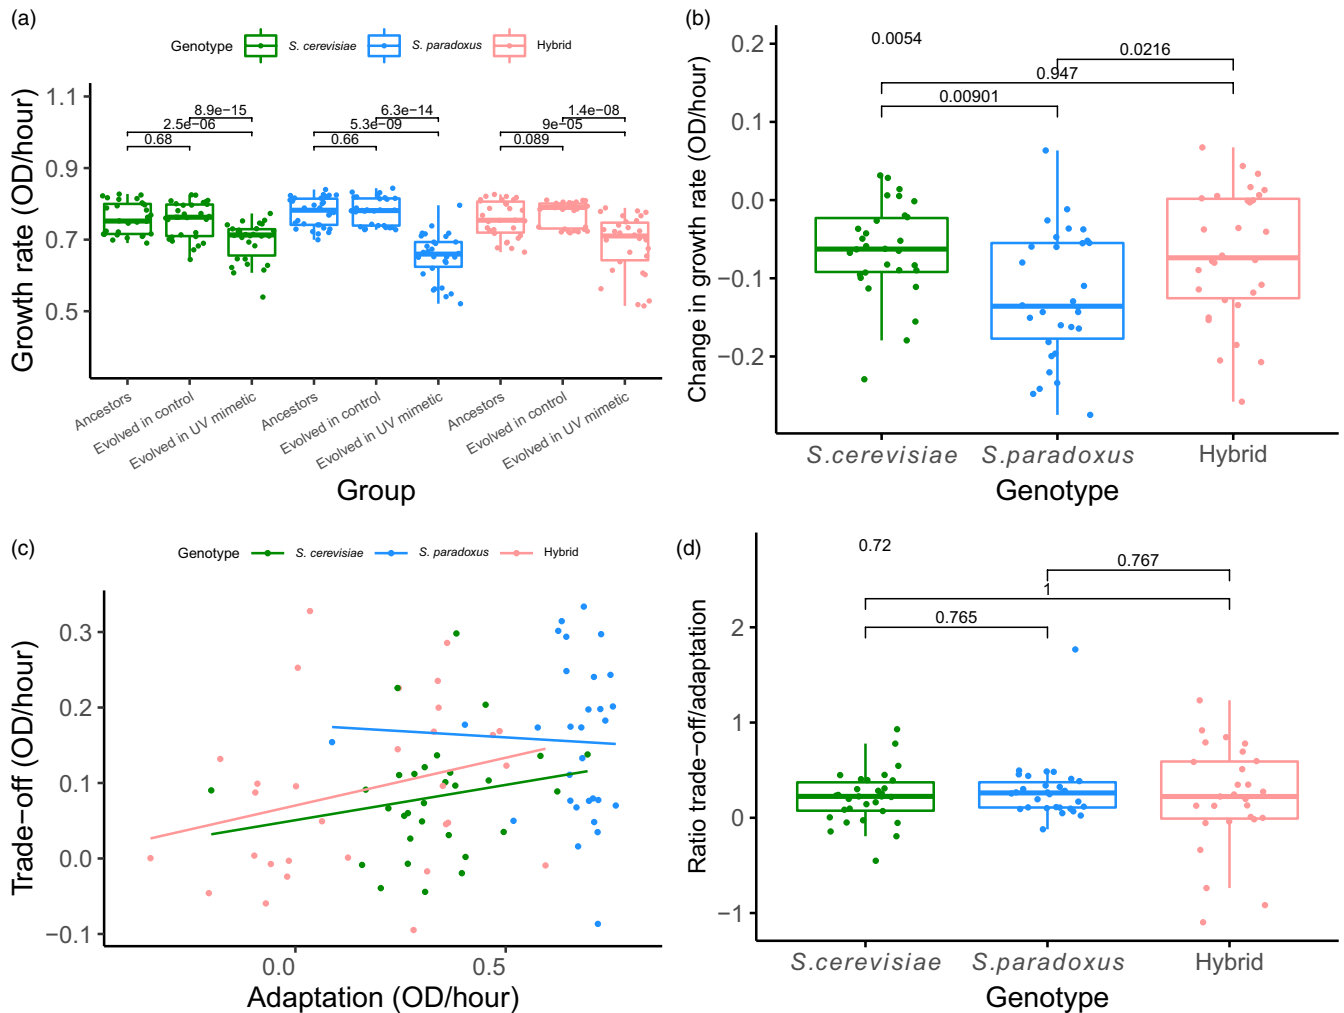 (a)
Genotype S. cerevisiae S. paradoxus Hybrid
Growth rate (OD/hour)
1.1
0.9
0.7
0.5
8.9e−15
2.5e−06
0.68
6.3e−14
5.3e−09
0.66
1.4e−08
9e−05
0.089
Ancestors
Evolved in control
Evolved in UV mimetic
Ancestors
Evolved in control
Evolved in UV mimetic
Ancestors
Evolved in control
Evolved in UV mimetic
Group
(b)
Change in growth rate (OD/hour)
0.2
0.1
0.0
−0.1
−0.2
0.0054
0.0216
0.947
0.00901
S.cerevisiae S.paradoxus Hybrid
Genotype
(c)
Genotype S. cerevisiae S. paradoxus Hybrid
Trade−off (OD/hour)
0.3
0.2
0.1
0.0
−0.1
0.0 0.5
Adaptation (OD/hour)
(d)
Ratio trade−off/adaptation
2
1
0
−1
0.72
0.767
1
0.765
S.cerevisiae S.paradoxus Hybrid
Genotype